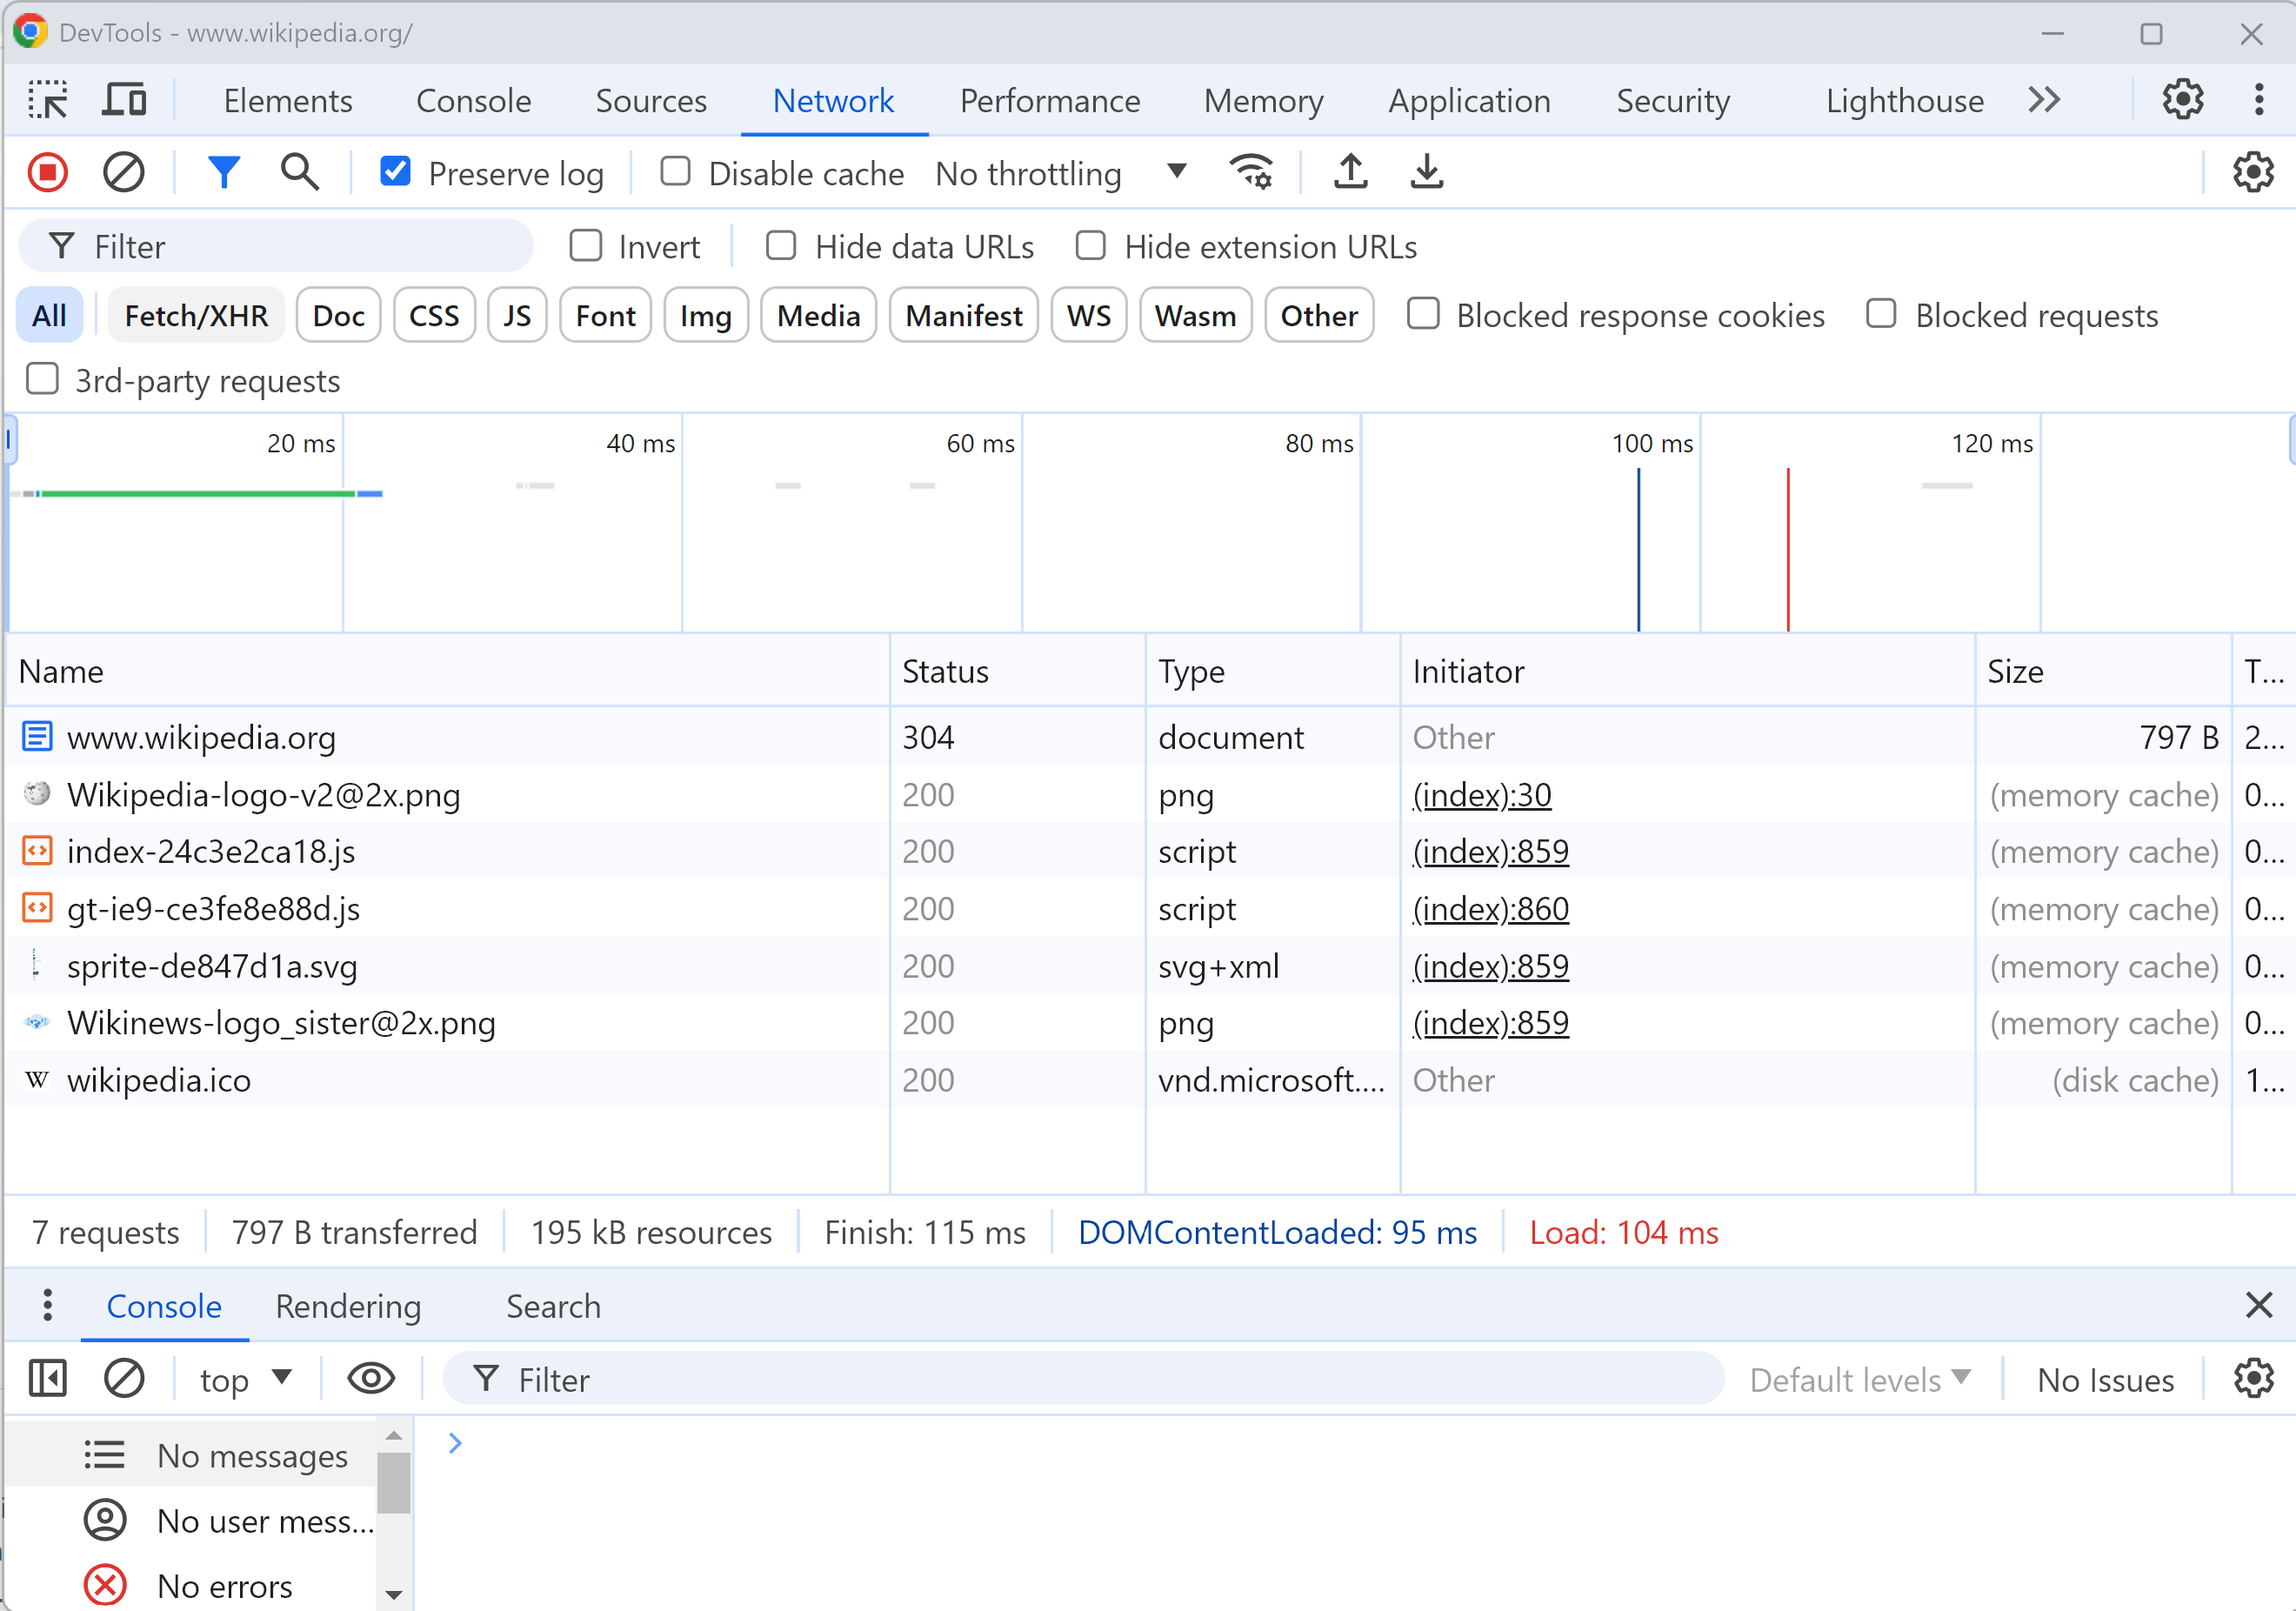 DevTools - www.wikipedia.org/
Elements Console Sources Network Performance Memory Application Security Lighthouse
Preserve log Disable cache No throttling
Filter Invert Hide data URLs Hide extension URLs
All Fetch/XHR Doc CSS JS Font Img Media Manifest WS Wasm Other Blocked response cookies Blocked requests
3rd-party requests
20 ms 40 ms 60 ms 80 ms 100 ms 120 ms
Name Status Type Initiator Size T...
www.wikipedia.org 304 document Other 797 B 2...
Wikipedia-logo-v2@2x.png 200 png (index):30 (memory cache) 0...
index-24c3e2ca18.js 200 script (index):859 (memory cache) 0...
gt-ie9-ce3fe8e88d.js 200 script (index):860 (memory cache) 0...
sprite-de847d1a.svg 200 svg+xml (index):859 (memory cache) 0...
Wikinews-logo_sister@2x.png 200 png (index):859 (memory cache) 0...
W wikipedia.ico 200 vnd.microsoft.... Other (disk cache) 1...
7 requests 797 B transferred 195 kB resources Finish: 115 ms DOMContentLoaded: 95 ms Load: 104 ms
Console Rendering Search
top Filter Default levels No Issues
No messages
No user mess...
No errors